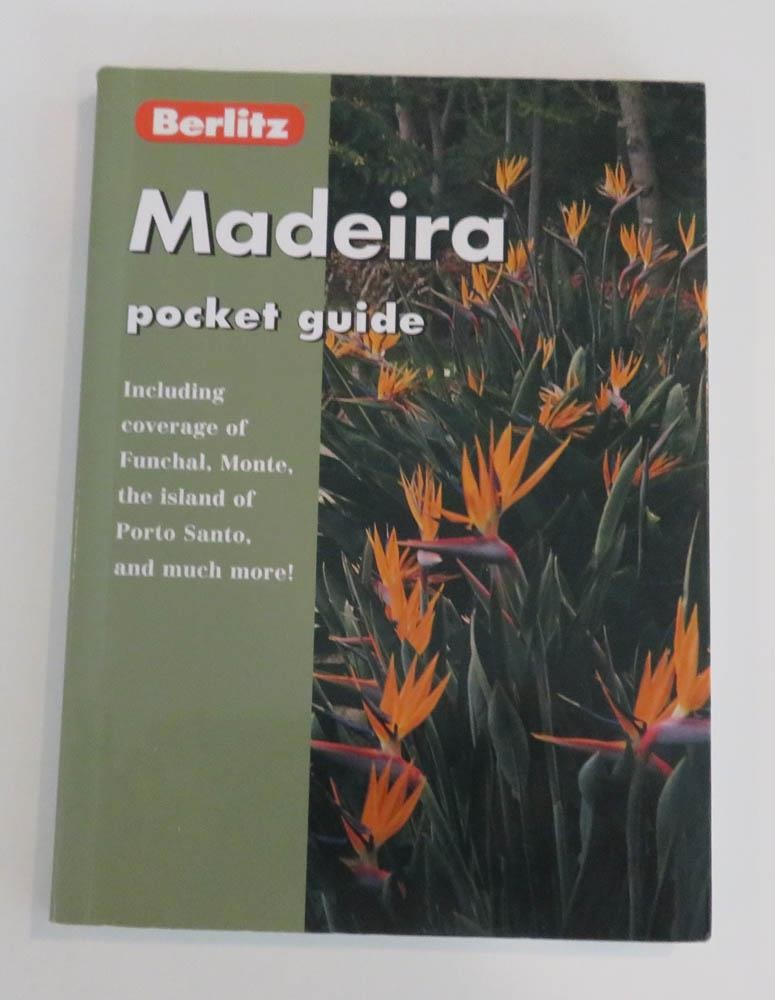 Berlitz
Madeira
pocket guide
Including
coverage of
Funchal, Monte,
the island of
Porto Santo,
and much more!